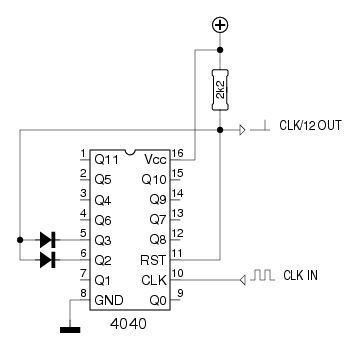 2k2
CLK/12 OUT
1 Q11 Vcc 16
2 Q5 Q10 15
3 Q4 Q9 14
4 Q6 Q7 13
5 Q3 Q8 12
6 Q2 RST 11
7 Q1 CLK 10
CLK IN
8 GND Q0 9
4040